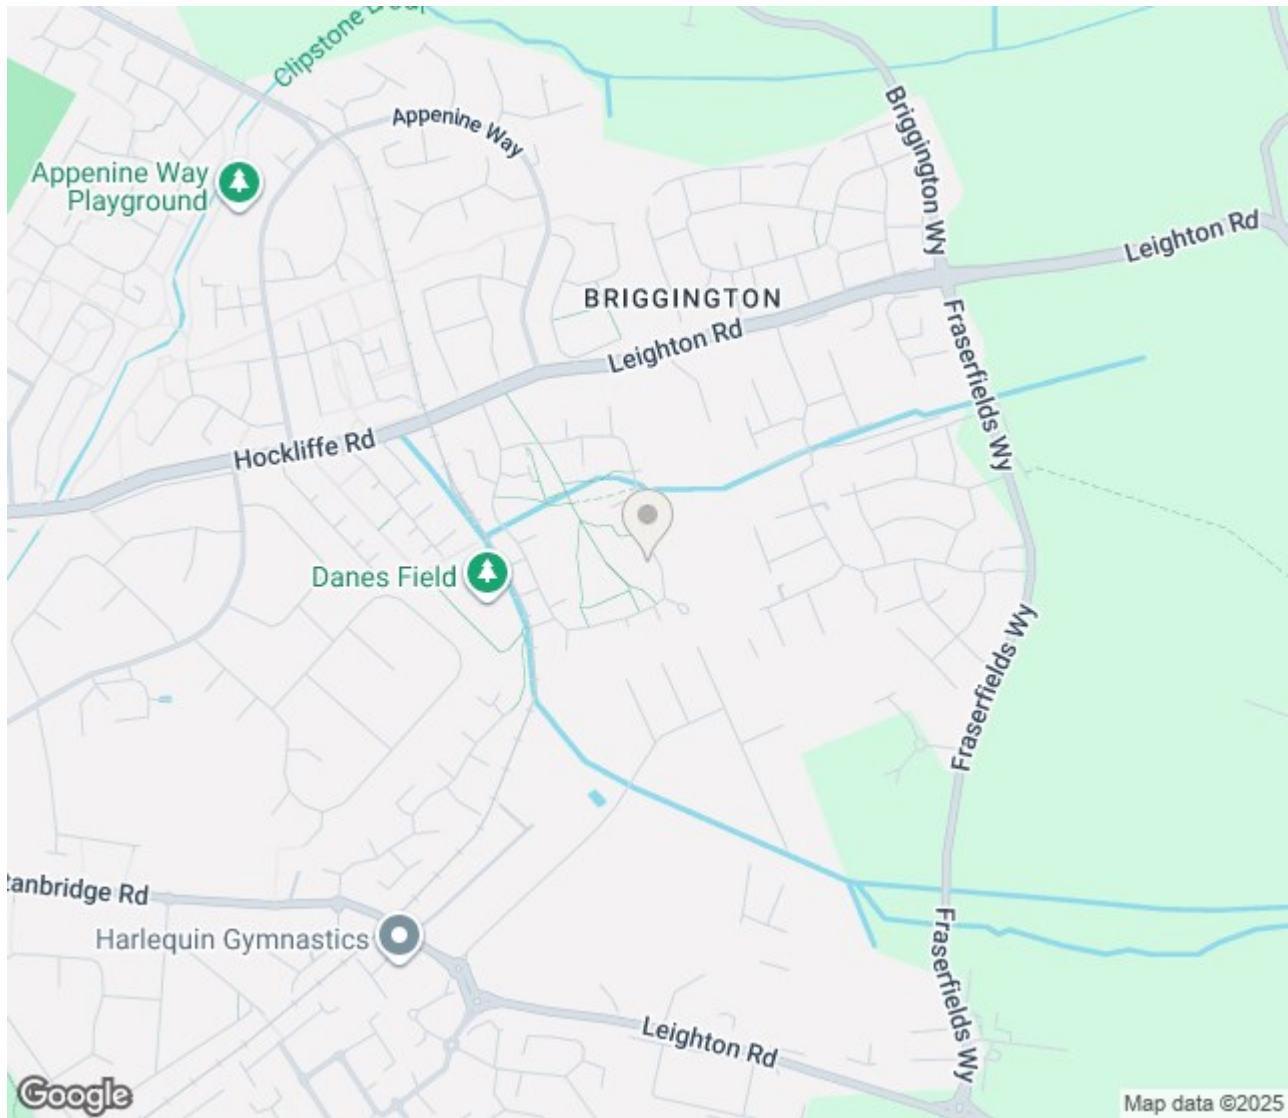 Clipstone
Appenine Way
Appenine Way
Playground
Briggington Wy
Leighton Rd
BRIGGINGTON
Leighton Rd
Fraserfields Wy
Hockliffe Rd
Danes Field
Fraserfields Wy
tanbridge Rd
Harlequin Gymnastics
Fraserfields Wy
Leighton Rd
Google
Map data ©2025